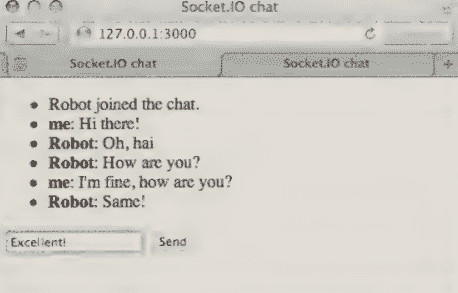 Socket.IO chat
127.0.0.1:3000
Socket.IO chat Socket.IO chat +
Robot joined the chat.
me: Hi there!
Robot: Oh, hai
Robot: How are you?
me: I'm fine, how are you?
Robot: Same!
Excellent! Send